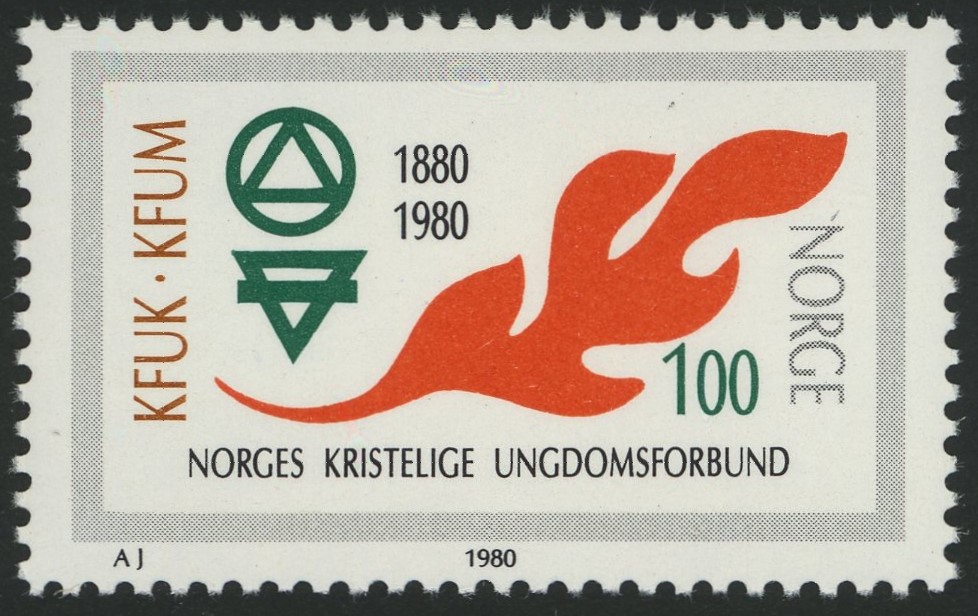 KFUK · KFUM
1880
1980
NORGE
100
NORGES KRISTELIGE UNGDOMSFORBUND
A J
1980